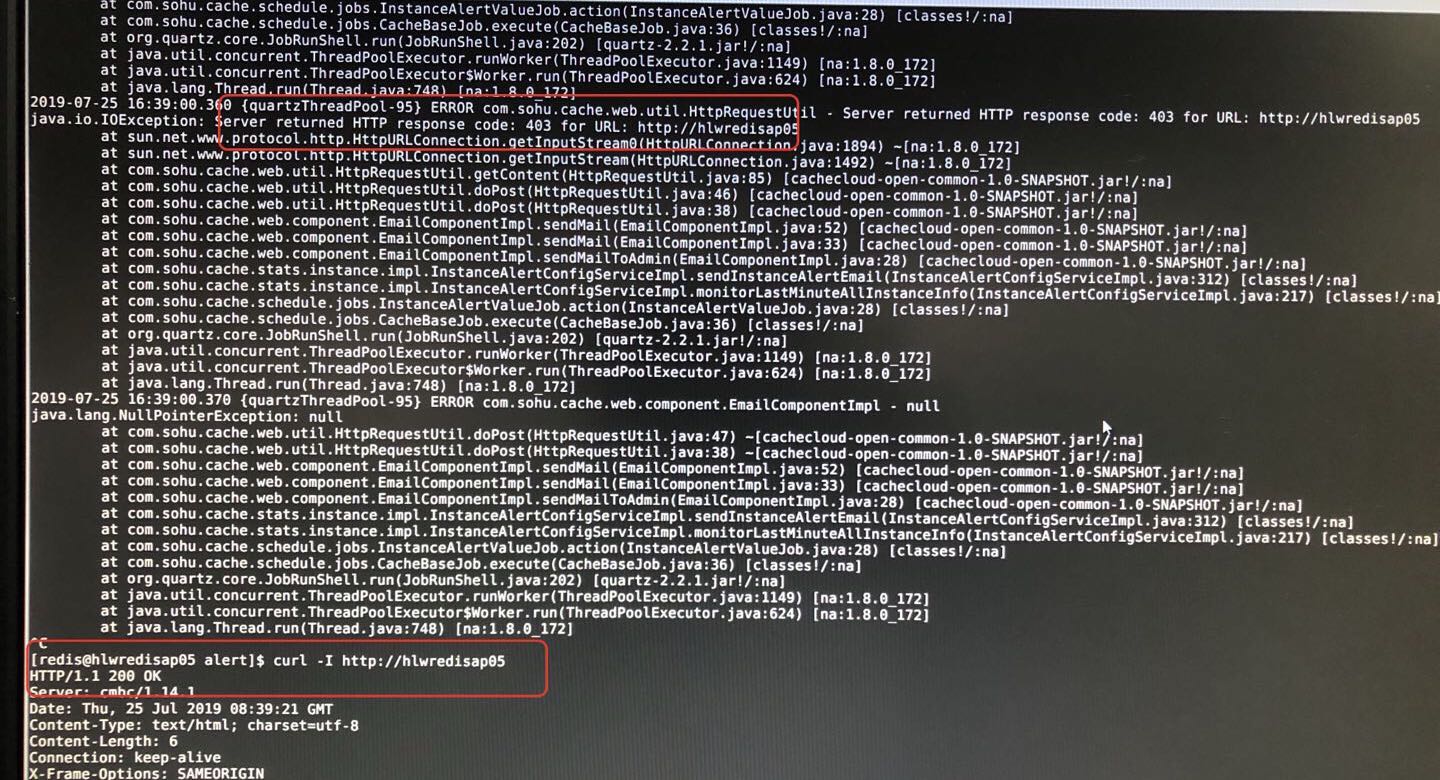 at com.sohu.cache.schedule.jobs.InstanceAlertValueJob.action(InstanceAlertValueJob.java:28) [classes!/:na]
at com.sohu.cache.schedule.jobs.CacheBaseJob.execute(CacheBaseJob.java:36) [classes!/:na]
at org.quartz.core.JobRunShell.run(JobRunShell.java:202) [quartz-2.2.1.jar!/:na]
at java.util.concurrent.ThreadPoolExecutor.runWorker(ThreadPoolExecutor.java:1149) [na:1.8.0_172]
at java.util.concurrent.ThreadPoolExecutor$Worker.run(ThreadPoolExecutor.java:624) [na:1.8.0_172]
at java.lang.Thread.run(Thread.java:748) [na:1.8.0_172]
2019-07-25 16:39:00.360 {quartzThreadPool-95} ERROR com.sohu.cache.web.util.HttpRequestUtil - Server returned HTTP response code: 403 for URL: http://hlwredisap05
java.io.IOException: Server returned HTTP response code: 403 for URL: http://hlwredisap05
at sun.net.www.protocol.http.HttpURLConnection.getInputStream0(HttpURLConnection.java:1894) ~[na:1.8.0_172]
at sun.net.www.protocol.http.HttpURLConnection.getInputStream(HttpURLConnection.java:1492) ~[na:1.8.0_172]
at com.sohu.cache.web.util.HttpRequestUtil.getContent(HttpRequestUtil.java:85) [cachecloud-open-common-1.0-SNAPSHOT.jar!/:na]
at com.sohu.cache.web.util.HttpRequestUtil.doPost(HttpRequestUtil.java:46) [cachecloud-open-common-1.0-SNAPSHOT.jar!/:na]
at com.sohu.cache.web.util.HttpRequestUtil.doPost(HttpRequestUtil.java:38) [cachecloud-open-common-1.0-SNAPSHOT.jar!/:na]
at com.sohu.cache.web.component.EmailComponentImpl.sendMail(EmailComponentImpl.java:52) [cachecloud-open-common-1.0-SNAPSHOT.jar!/:na]
at com.sohu.cache.web.component.EmailComponentImpl.sendMail(EmailComponentImpl.java:33) [cachecloud-open-common-1.0-SNAPSHOT.jar!/:na]
at com.sohu.cache.web.component.EmailComponentImpl.sendMailToAdmin(EmailComponentImpl.java:28) [cachecloud-open-common-1.0-SNAPSHOT.jar!/:na]
at com.sohu.cache.stats.instance.impl.InstanceAlertConfigServiceImpl.sendInstanceAlertEmail(InstanceAlertConfigServiceImpl.java:312) [classes!/:na]
at com.sohu.cache.stats.instance.impl.InstanceAlertConfigServiceImpl.monitorLastMinuteAllInstanceInfo(InstanceAlertConfigServiceImpl.java:217) [classes!/:na]
at com.sohu.cache.schedule.jobs.InstanceAlertValueJob.action(InstanceAlertValueJob.java:28) [classes!/:na]
at com.sohu.cache.schedule.jobs.CacheBaseJob.execute(CacheBaseJob.java:36) [classes!/:na]
at org.quartz.core.JobRunShell.run(JobRunShell.java:202) [quartz-2.2.1.jar!/:na]
at java.util.concurrent.ThreadPoolExecutor.runWorker(ThreadPoolExecutor.java:1149) [na:1.8.0_172]
at java.util.concurrent.ThreadPoolExecutor$Worker.run(ThreadPoolExecutor.java:624) [na:1.8.0_172]
at java.lang.Thread.run(Thread.java:748) [na:1.8.0_172]
2019-07-25 16:39:00.370 {quartzThreadPool-95} ERROR com.sohu.cache.web.component.EmailComponentImpl - null
java.lang.NullPointerException: null
at com.sohu.cache.web.util.HttpRequestUtil.doPost(HttpRequestUtil.java:47) ~[cachecloud-open-common-1.0-SNAPSHOT.jar!/:na]
at com.sohu.cache.web.util.HttpRequestUtil.doPost(HttpRequestUtil.java:38) ~[cachecloud-open-common-1.0-SNAPSHOT.jar!/:na]
at com.sohu.cache.web.component.EmailComponentImpl.sendMail(EmailComponentImpl.java:52) [cachecloud-open-common-1.0-SNAPSHOT.jar!/:na]
at com.sohu.cache.web.component.EmailComponentImpl.sendMail(EmailComponentImpl.java:33) [cachecloud-open-common-1.0-SNAPSHOT.jar!/:na]
at com.sohu.cache.web.component.EmailComponentImpl.sendMailToAdmin(EmailComponentImpl.java:28) [cachecloud-open-common-1.0-SNAPSHOT.jar!/:na]
at com.sohu.cache.stats.instance.impl.InstanceAlertConfigServiceImpl.sendInstanceAlertEmail(InstanceAlertConfigServiceImpl.java:312) [classes!/:na]
at com.sohu.cache.stats.instance.impl.InstanceAlertConfigServiceImpl.monitorLastMinuteAllInstanceInfo(InstanceAlertConfigServiceImpl.java:217) [classes!/:na]
at com.sohu.cache.schedule.jobs.InstanceAlertValueJob.action(InstanceAlertValueJob.java:28) [classes!/:na]
at com.sohu.cache.schedule.jobs.CacheBaseJob.execute(CacheBaseJob.java:36) [classes!/:na]
at org.quartz.core.JobRunShell.run(JobRunShell.java:202) [quartz-2.2.1.jar!/:na]
at java.util.concurrent.ThreadPoolExecutor.runWorker(ThreadPoolExecutor.java:1149) [na:1.8.0_172]
at java.util.concurrent.ThreadPoolExecutor$Worker.run(ThreadPoolExecutor.java:624) [na:1.8.0_172]
at java.lang.Thread.run(Thread.java:748) [na:1.8.0_172]
^C
[redis@hlwredisap05 alert]$ curl -I http://hlwredisap05
HTTP/1.1 200 OK
Server: cmbc/1.14.1
Date: Thu, 25 Jul 2019 08:39:21 GMT
Content-Type: text/html; charset=utf-8
Content-Length: 6
Connection: keep-alive
X-Frame-Options: SAMEORIGIN